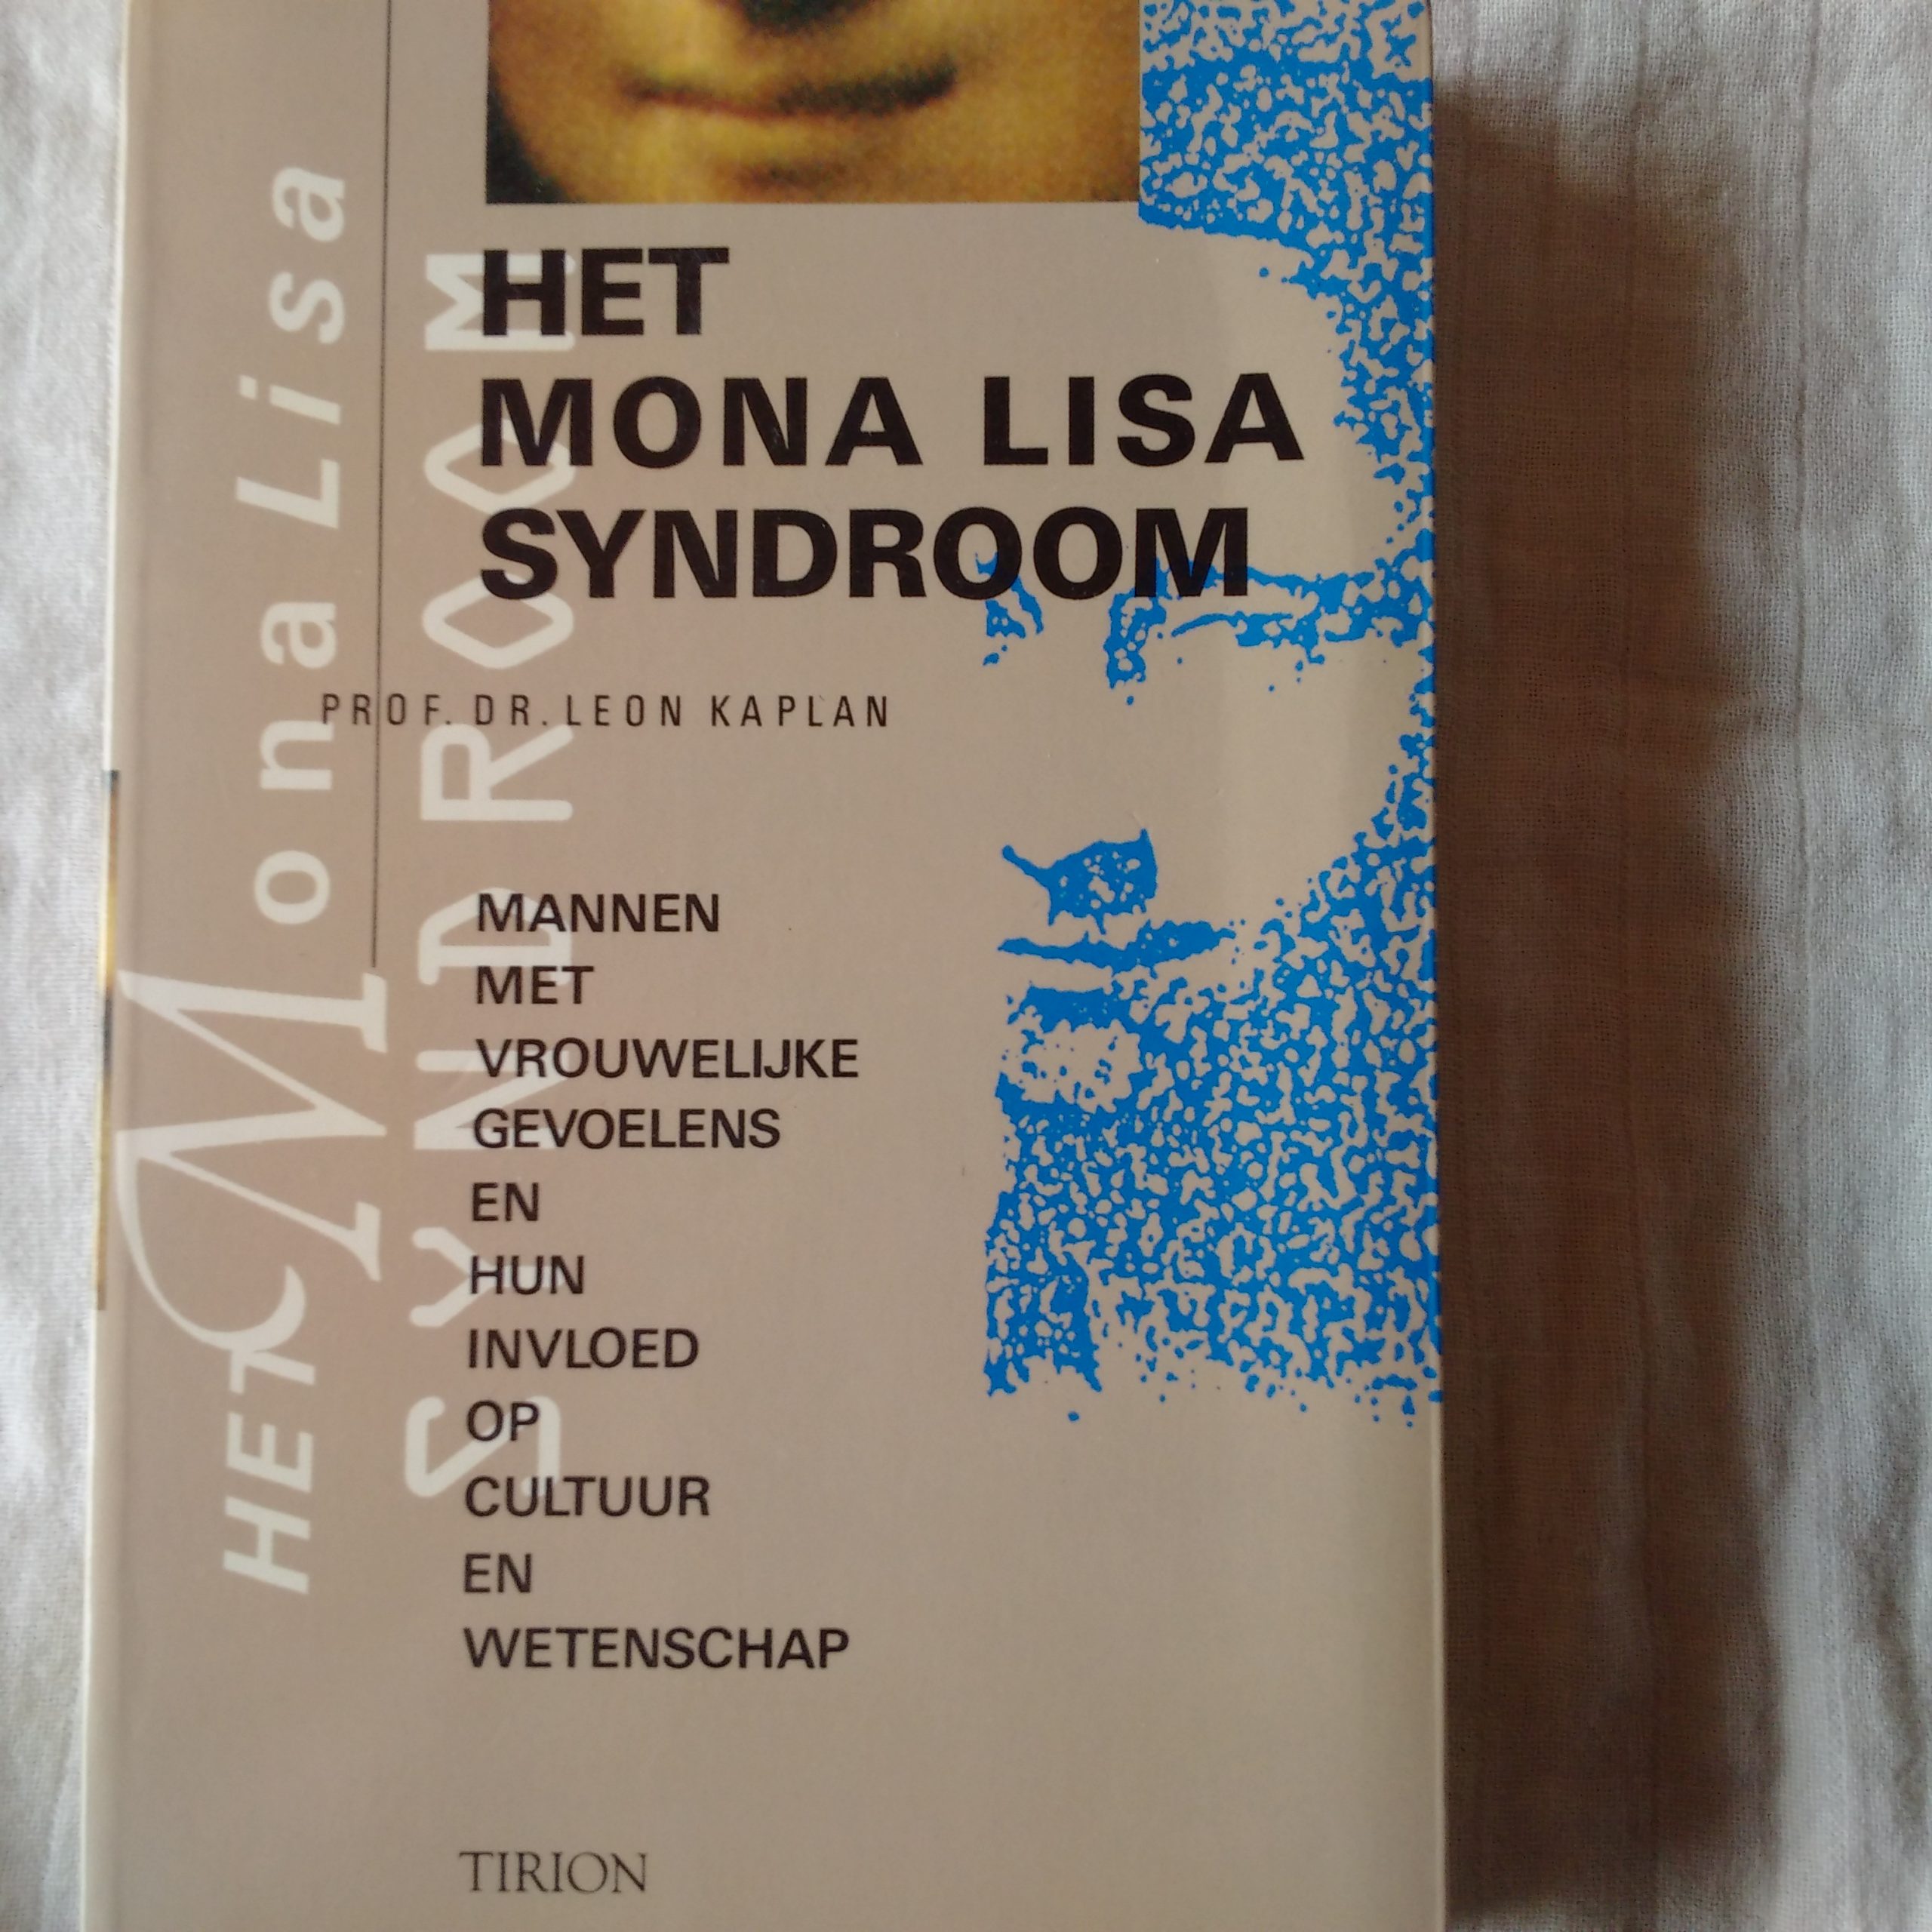 HET
MONA LISA
SYNDROOM
PROF. DR. LEON KAPLAN
MANNEN
MET
VROUWELIJKE
GEVOELENS
EN
HUN
INVLOED
OP
CULTUUR
EN
WETENSCHAP
TIRION
HET Mona Lisa
SYNDROOM